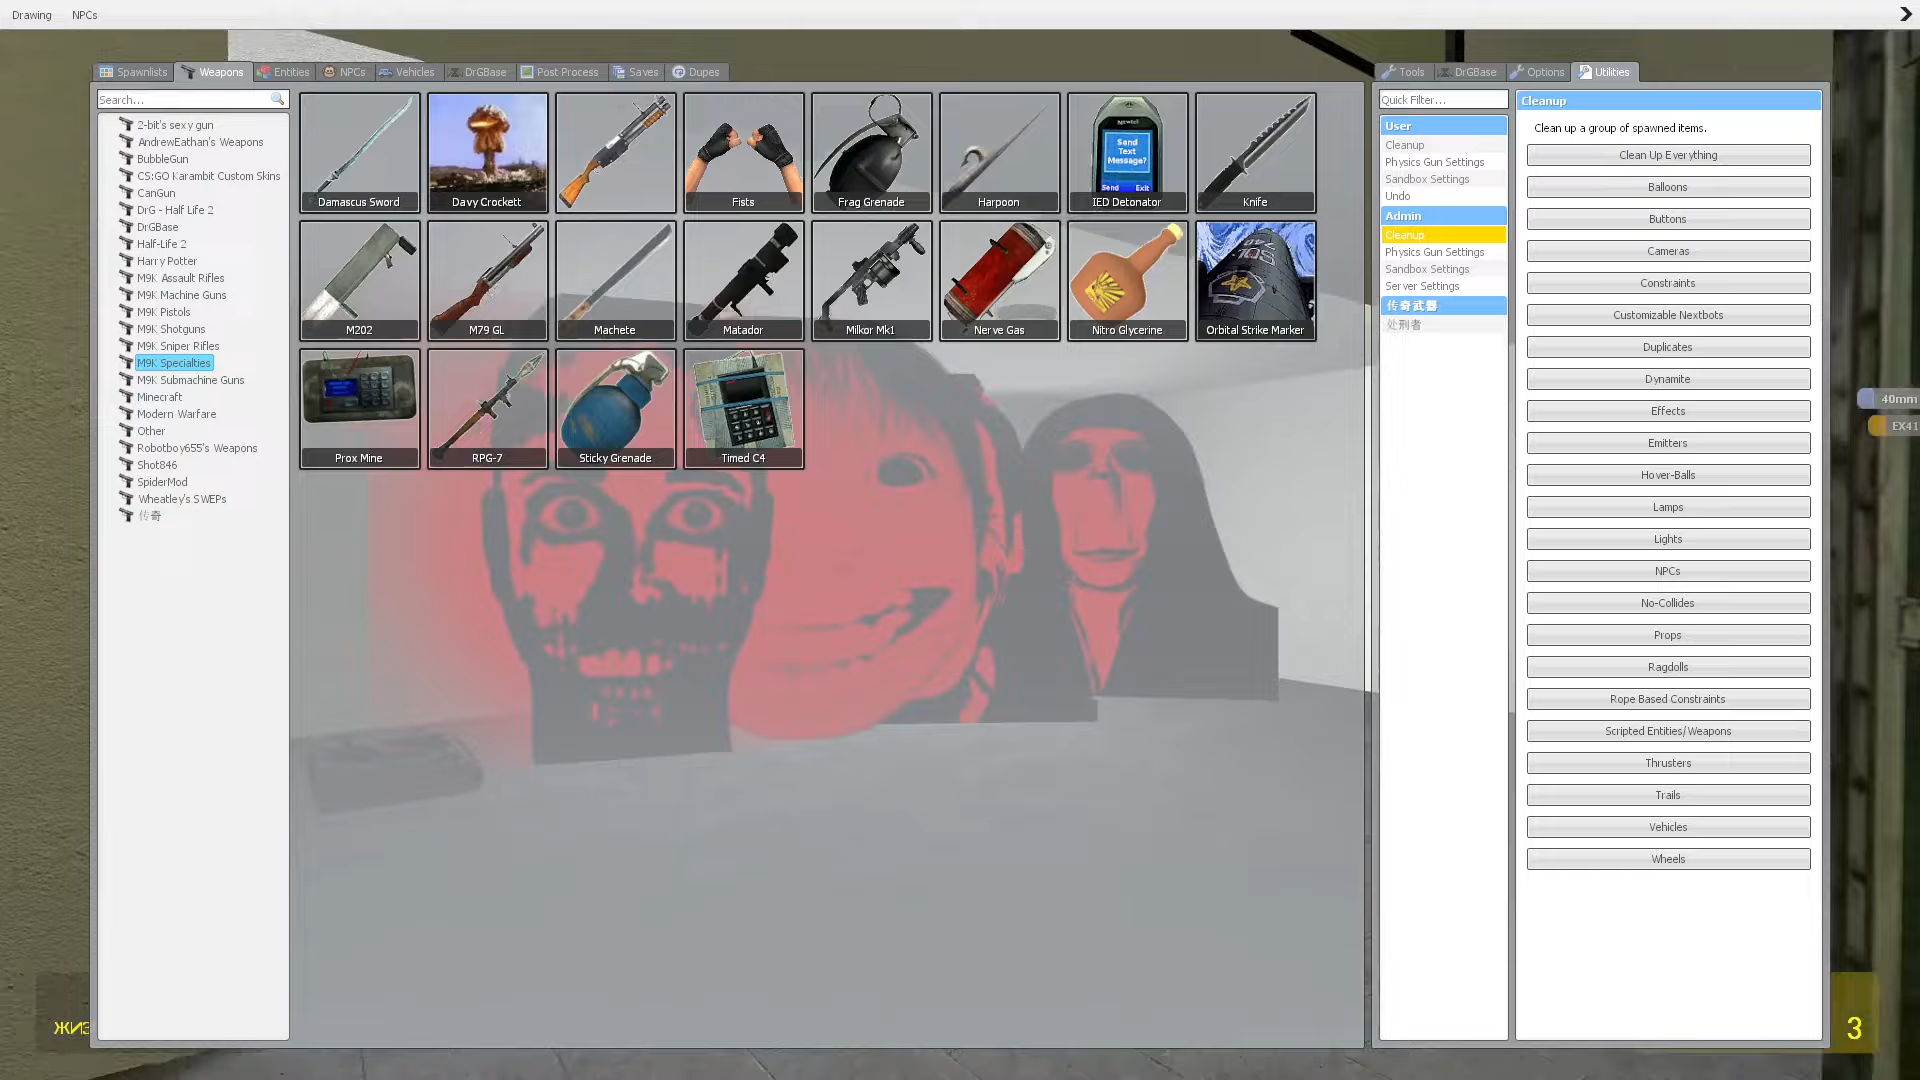 Drawing NPCs
Spawnlists Weapons Entities NPCs Vehicles DrGBase Post Process Saves Dupes
Tools DrGBase Options Utilities
Search...
2-bit's sexy gun
AndrewEathan's Weapons
BubbleGun
CS:GO Karambit Custom Skins
CanGun
DrG - Half Life 2
DrGBase
Half-Life 2
Harry Potter
M9K Assault Rifles
M9K Machine Guns
M9K Pistols
M9K Shotguns
M9K Sniper Rifles
M9K Specialties
M9K Submachine Guns
Minecraft
Modern Warfare
Other
Robotboy655's Weapons
Shot846
SpiderMod
Wheatley's SWEPs
传奇
Damascus Sword
Davy Crockett
Fists
Frag Grenade
Harpoon
Send
Text
Message?
Send Exit
IED Detonator
Knife
M202
M79 GL
Machete
Matador
Milkor Mk1
Nerve Gas
Nitro Glycerine
Orbital Strike Marker
Prox Mine
RPG-7
Sticky Grenade
Timed C4
Quick Filter...
User
Cleanup
Physics Gun Settings
Sandbox Settings
Undo
Admin
Cleanup
Physics Gun Settings
Sandbox Settings
Server Settings
传奇武器
处刑者
Cleanup
Clean up a group of spawned items.
Clean Up Everything
Balloons
Buttons
Cameras
Constraints
Customizable Nextbots
Duplicates
Dynamite
Effects
Emitters
Hover-Balls
Lamps
Lights
NPCs
No-Collides
Props
Ragdolls
Rope Based Constraints
Scripted Entities/Weapons
Thrusters
Trails
Vehicles
Wheels
40mm
EX41
ЖИЗ
3